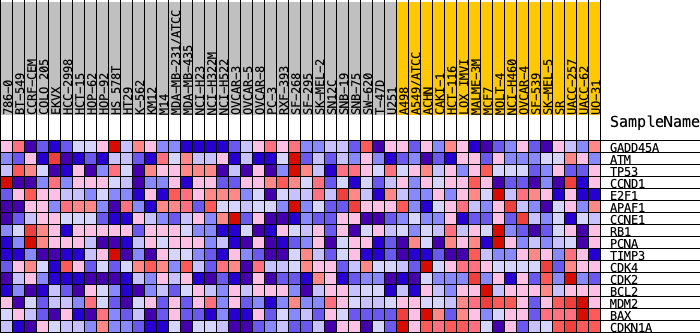 786-0
BT-549
CCRF-CEM
COLO 205
EKVX
HCC-2998
HCT-15
HOP-62
HOP-92
HS 578T
HT29
K-562
KM12
M14
MDA-MB-231/ATCC
MDA-MB-435
NCI-H23
NCI-H322M
NCI-H522
OVCAR-3
OVCAR-5
OVCAR-8
PC-3
RXF-393
SF-268
SF-295
SK-MEL-2
SN12C
SNB-19
SNB-75
SW-620
T-47D
U251
A498
A549/ATCC
ACHN
CAKI-1
HCT-116
LOX IMVI
MALME-3M
MCF7
MOLT-4
NCI-H460
OVCAR-4
SF-539
SK-MEL-5
SR
UACC-257
UACC-62
UO-31
SampleName
GADD45A
ATM
TP53
CCND1
E2F1
APAF1
CCNE1
RB1
PCNA
TIMP3
CDK4
CDK2
BCL2
MDM2
BAX
CDKN1A